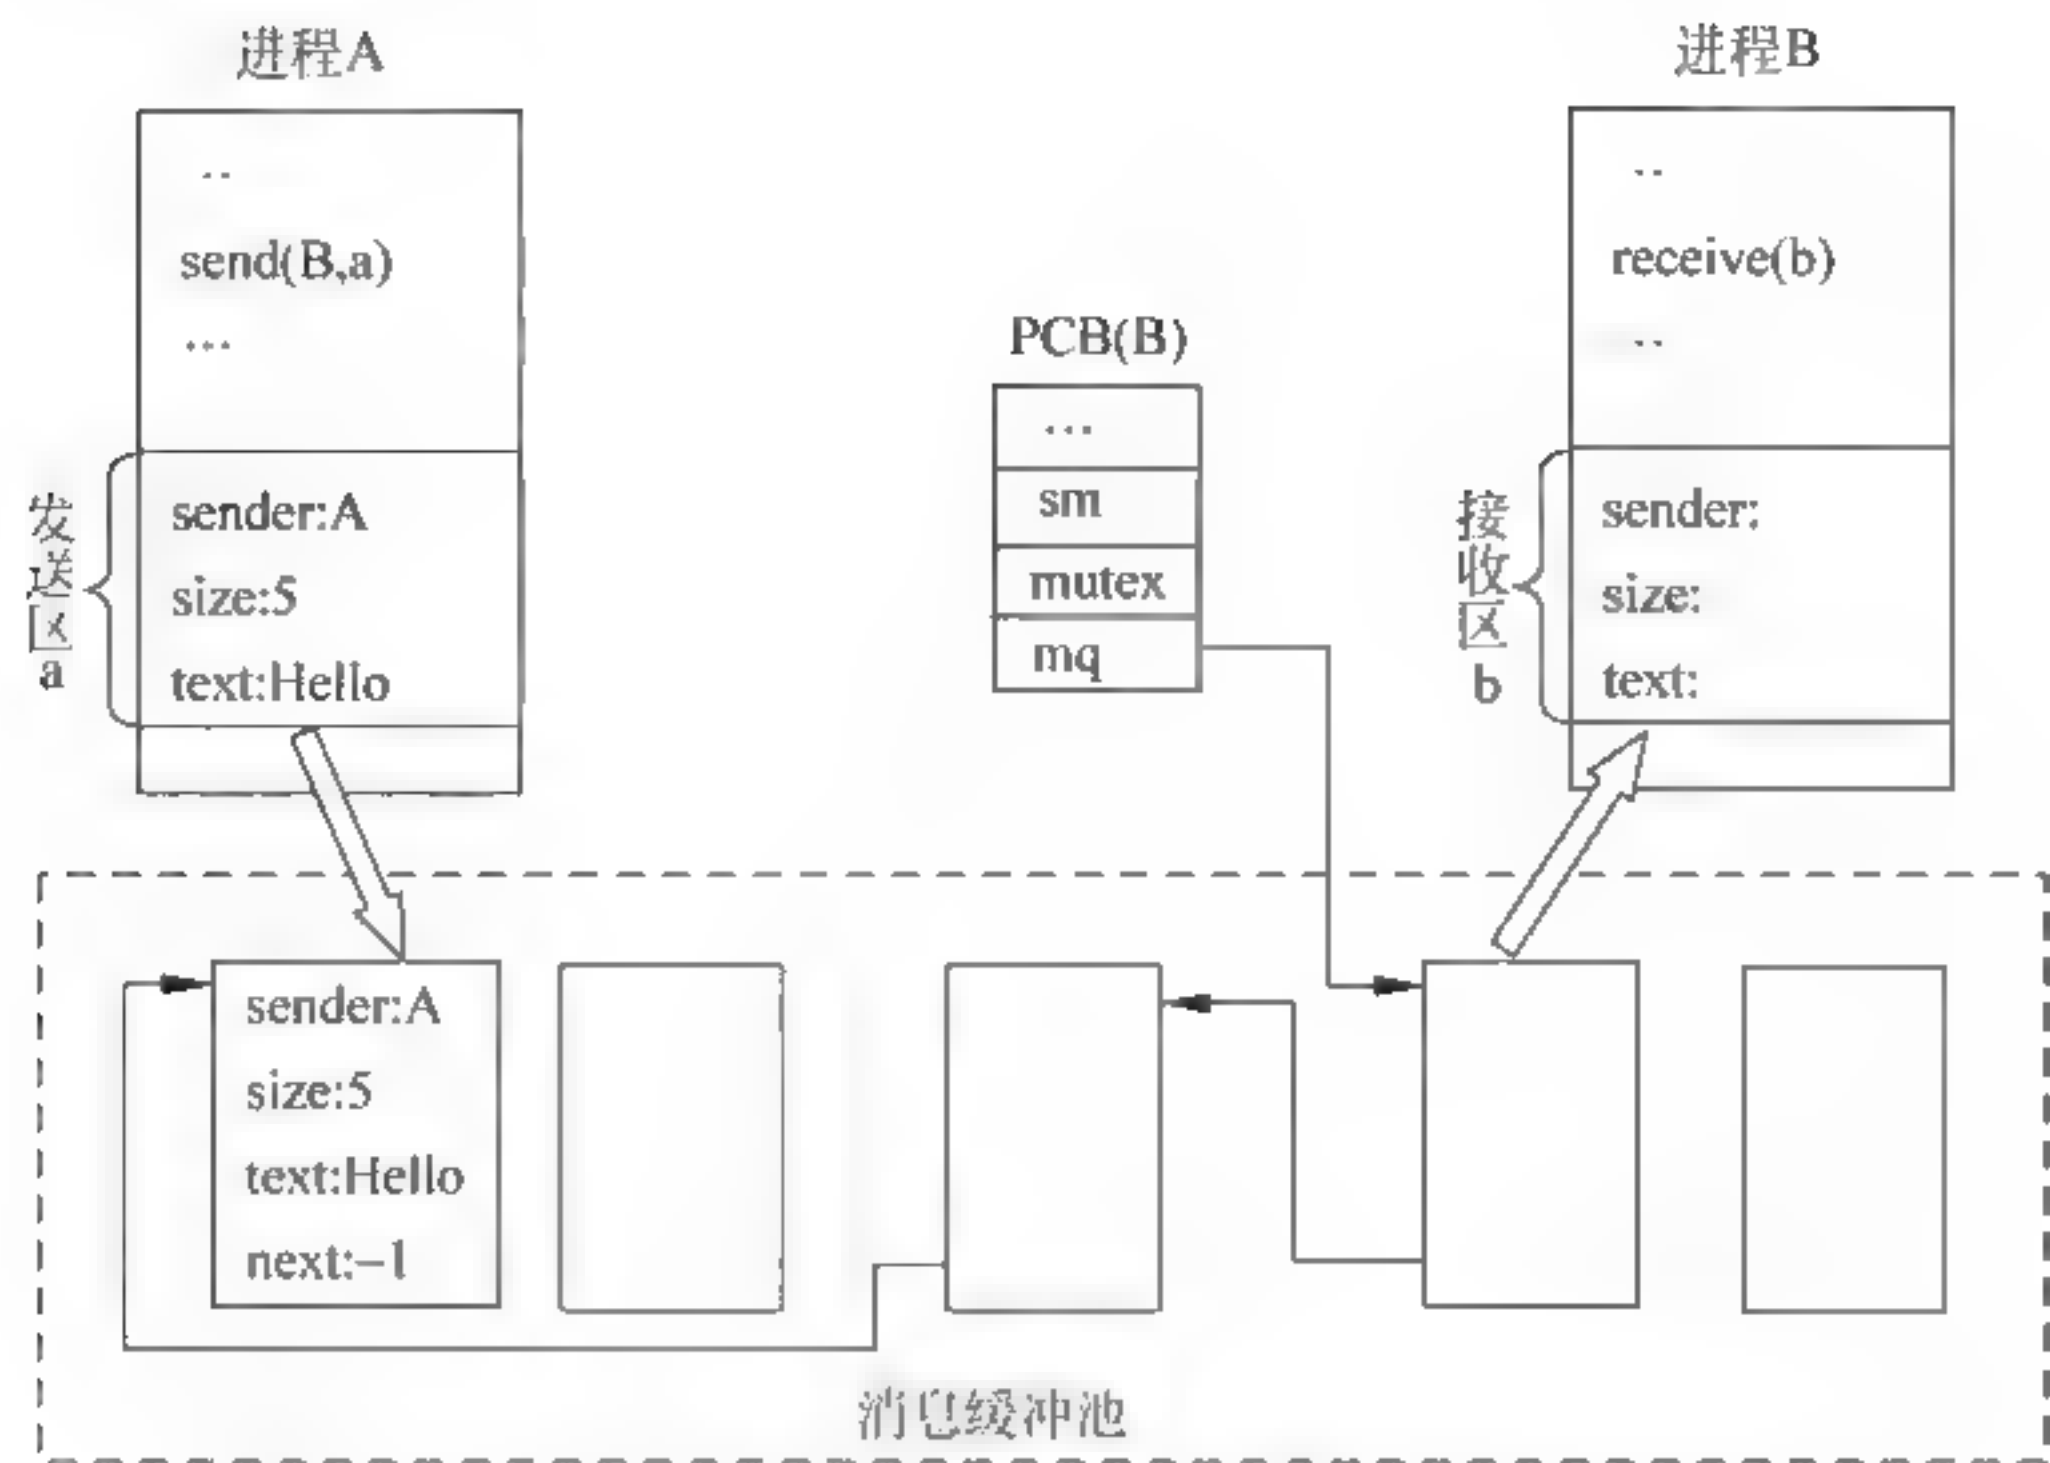 进程A
进程B
..
send(B,a)
...
..
receive(b)
..
PCB(B)
...
sm
mutex
mq
发送区a
sender:A
size:5
text:Hello
接收区b
sender:
size:
text:
sender:A
size:5
text:Hello
next:-1
消息缓冲池